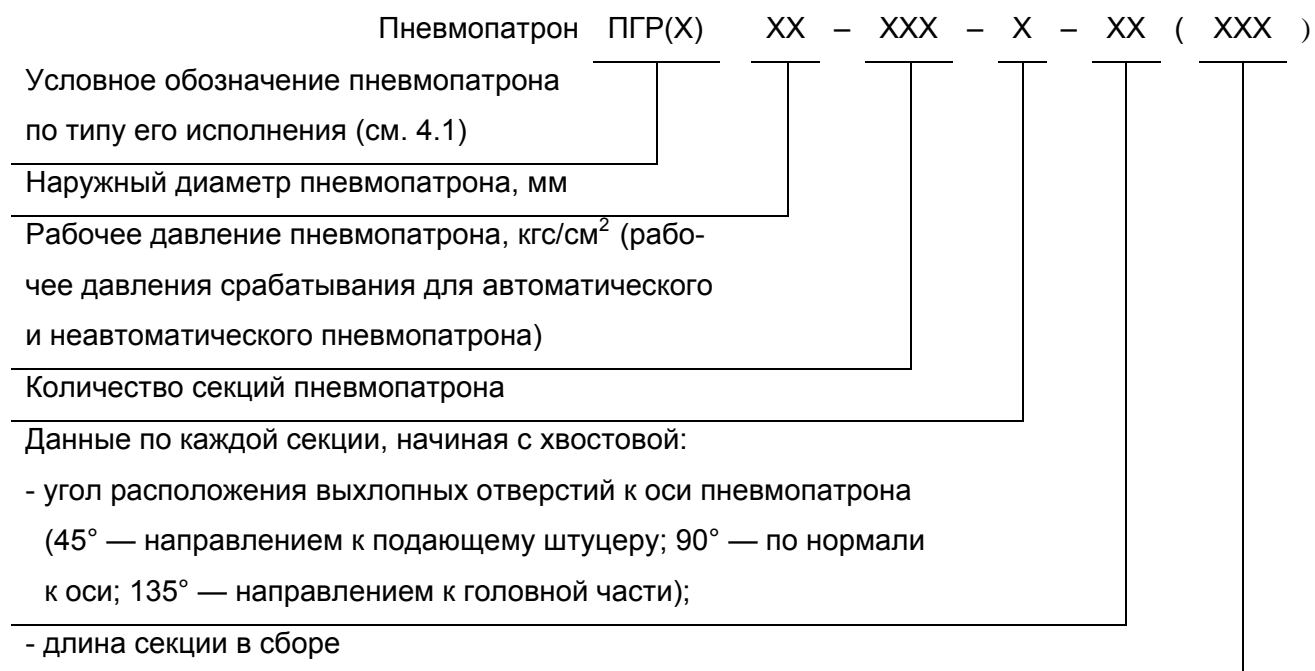 Пневмопатрон ПГР(Х) ХХ – ХХХ – Х – ХХ ( ХХХ )
Условное обозначение пневмопатрона
по типу его исполнения (см. 4.1)
Наружный диаметр пневмопатрона, мм
Рабочее давление пневмопатрона, кгс/см² (рабо-
чее давления срабатывания для автоматического
и неавтоматического пневмопатрона)
Количество секций пневмопатрона
Данные по каждой секции, начиная с хвостовой:
- угол расположения выхлопных отверстий к оси пневмопатрона
(45° — направлением к подающему штуцеру; 90° — по нормали
к оси; 135° — направлением к головной части);
- длина секции в сборе